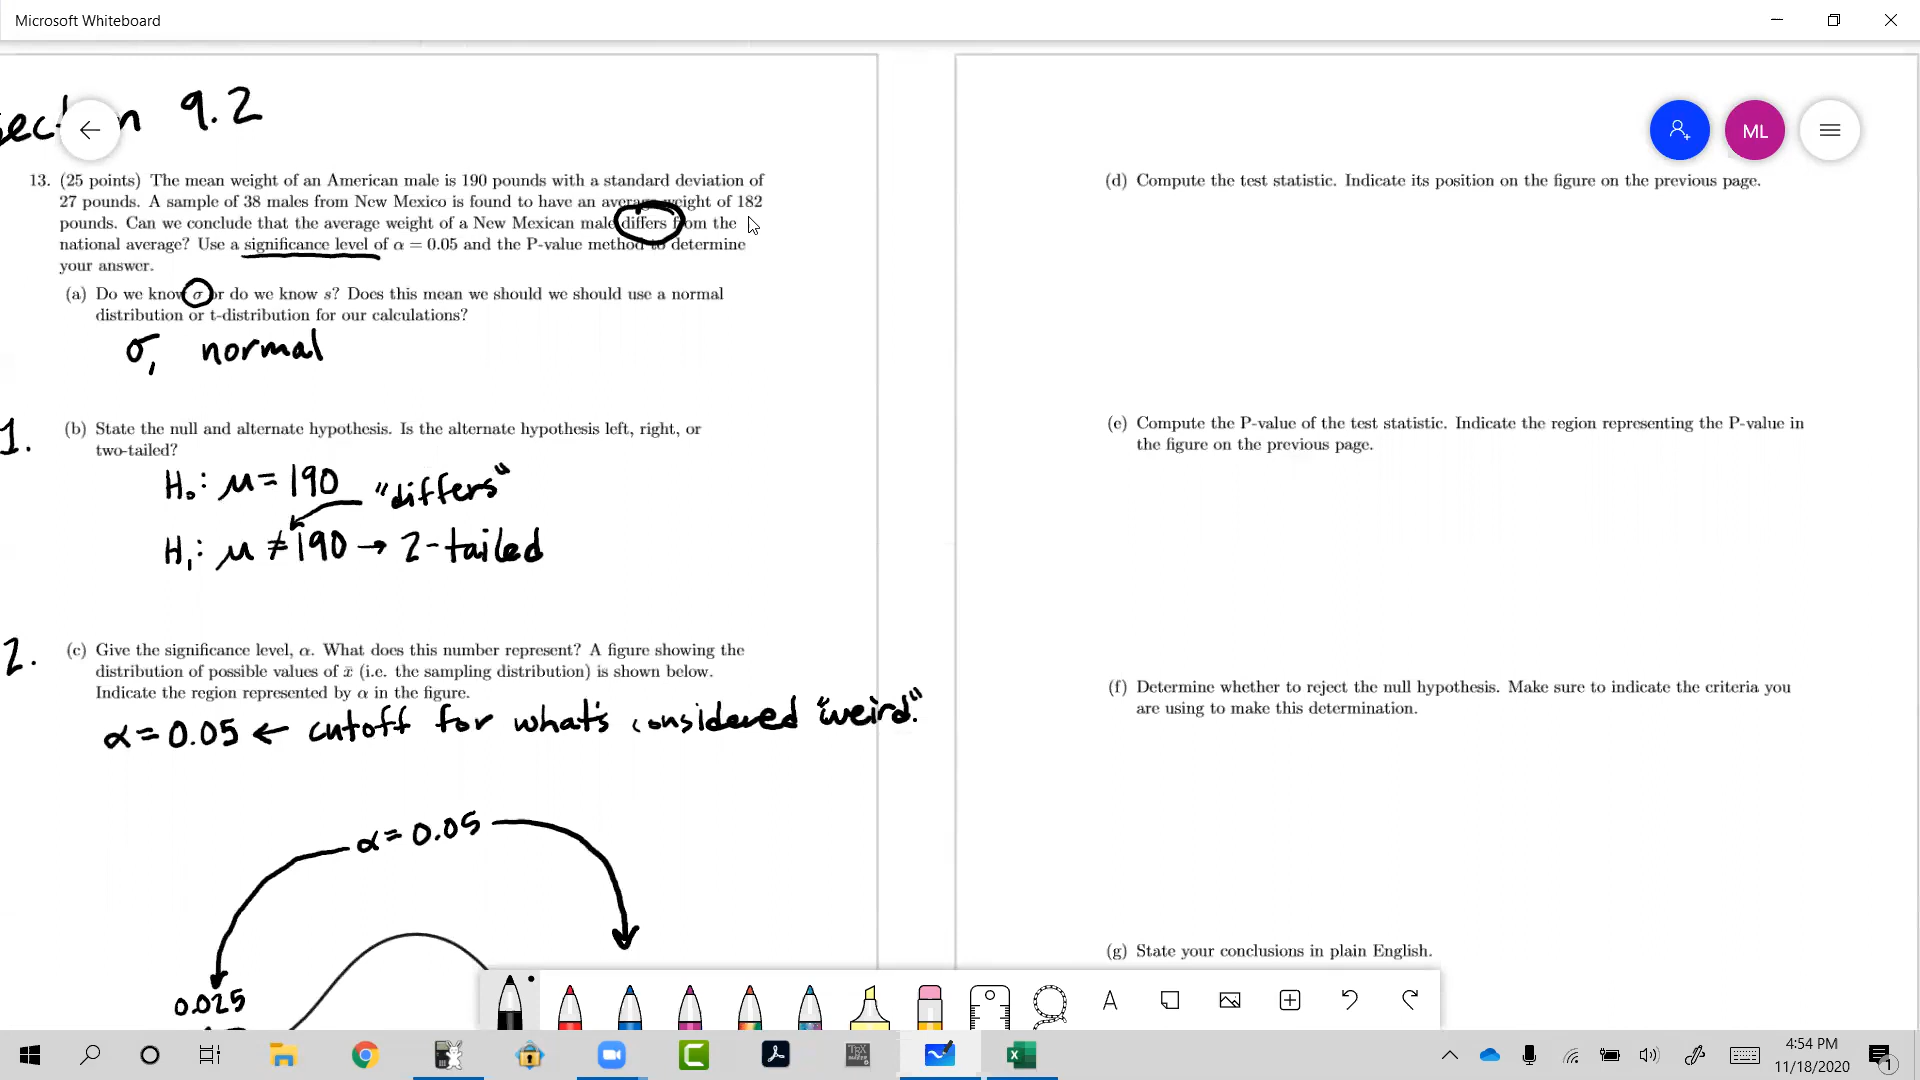 Microsoft Whiteboard
section 9.2
13. (25 points) The mean weight of an American male is 190 pounds with a standard deviation of
27 pounds. A sample of 38 males from New Mexico is found to have an average weight of 182
pounds. Can we conclude that the average weight of a New Mexican male differs from the
national average? Use a significance level of α = 0.05 and the P-value method to determine
your answer.
(a) Do we know σ or do we know s? Does this mean we should we should use a normal
distribution or t-distribution for our calculations?
σ, normal
1.
(b) State the null and alternate hypothesis. Is the alternate hypothesis left, right, or
two-tailed?
H₀: μ = 190 "differs"
H₁: μ ≠ 190 → 2-tailed
2.
(c) Give the significance level, α. What does this number represent? A figure showing the
distribution of possible values of x̄ (i.e. the sampling distribution) is shown below.
Indicate the region represented by α in the figure.
α = 0.05 ← cutoff for what's considered "weird."
α = 0.05
0.025
ML
(d) Compute the test statistic. Indicate its position on the figure on the previous page.
(e) Compute the P-value of the test statistic. Indicate the region representing the P-value in
the figure on the previous page.
(f) Determine whether to reject the null hypothesis. Make sure to indicate the criteria you
are using to make this determination.
(g) State your conclusions in plain English.
4:54 PM
11/18/2020
1